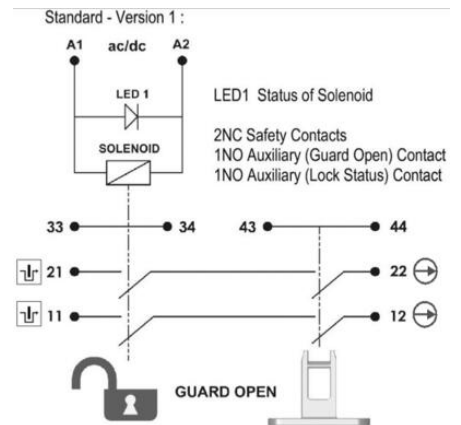 Standard - Version 1 :
A1 ac/dc A2
LED 1
LED1 Status of Solenoid
SOLENOID
2NC Safety Contacts
1NO Auxiliary (Guard Open) Contact
1NO Auxiliary (Lock Status) Contact
33 34 43 44
21 22
11 12
GUARD OPEN